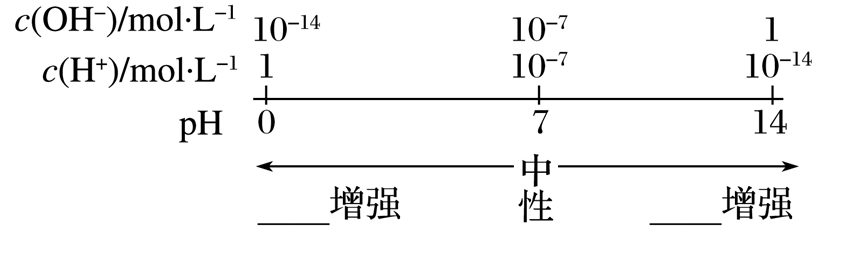 c(OH⁻)/mol·L⁻¹ 10⁻¹⁴ 10⁻⁷ 1
c(H⁺)/mol·L⁻¹ 1 10⁻⁷ 10⁻¹⁴
pH 0 7 14
中性
____增强 ____增强